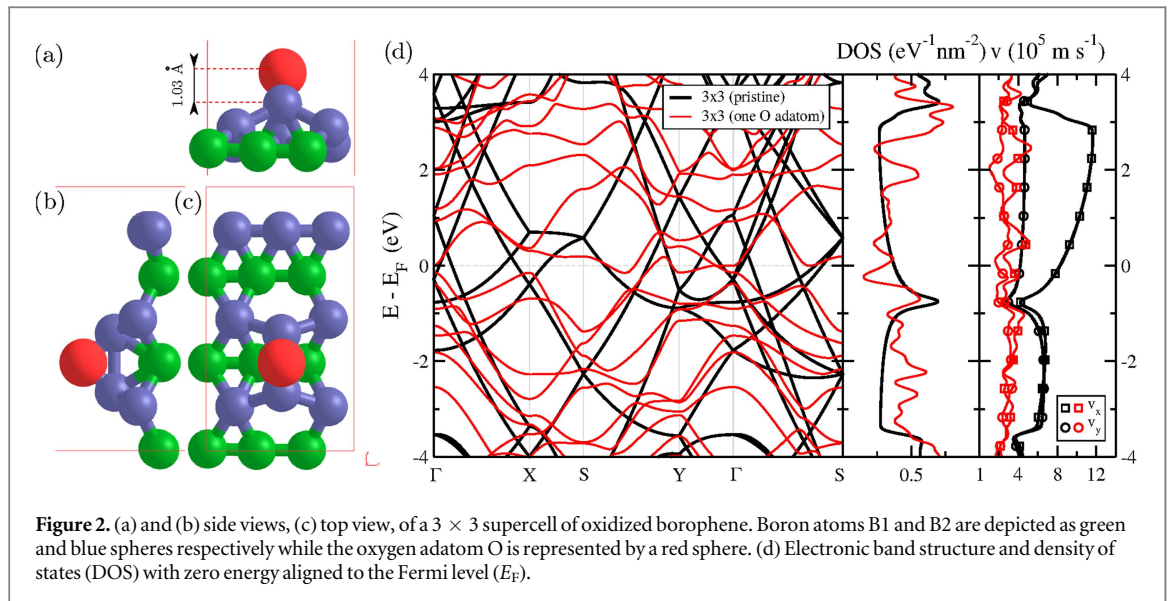 (a)
1.03 Å
(b)
(c)
(d)
DOS (eV⁻¹nm⁻²) v (10⁵ m s⁻¹)
3x3 (pristine)
3x3 (one O adatom)
E - E_F (eV)
4
2
0
-2
-4
Γ X S Y Γ S
0.5
1 4 8 12
4
2
0
-2
-4
v_x
v_y
Figure 2. (a) and (b) side views, (c) top view, of a 3 × 3 supercell of oxidized borophene. Boron atoms B1 and B2 are depicted as green
and blue spheres respectively while the oxygen adatom O is represented by a red sphere. (d) Electronic band structure and density of
states (DOS) with zero energy aligned to the Fermi level (E_F).